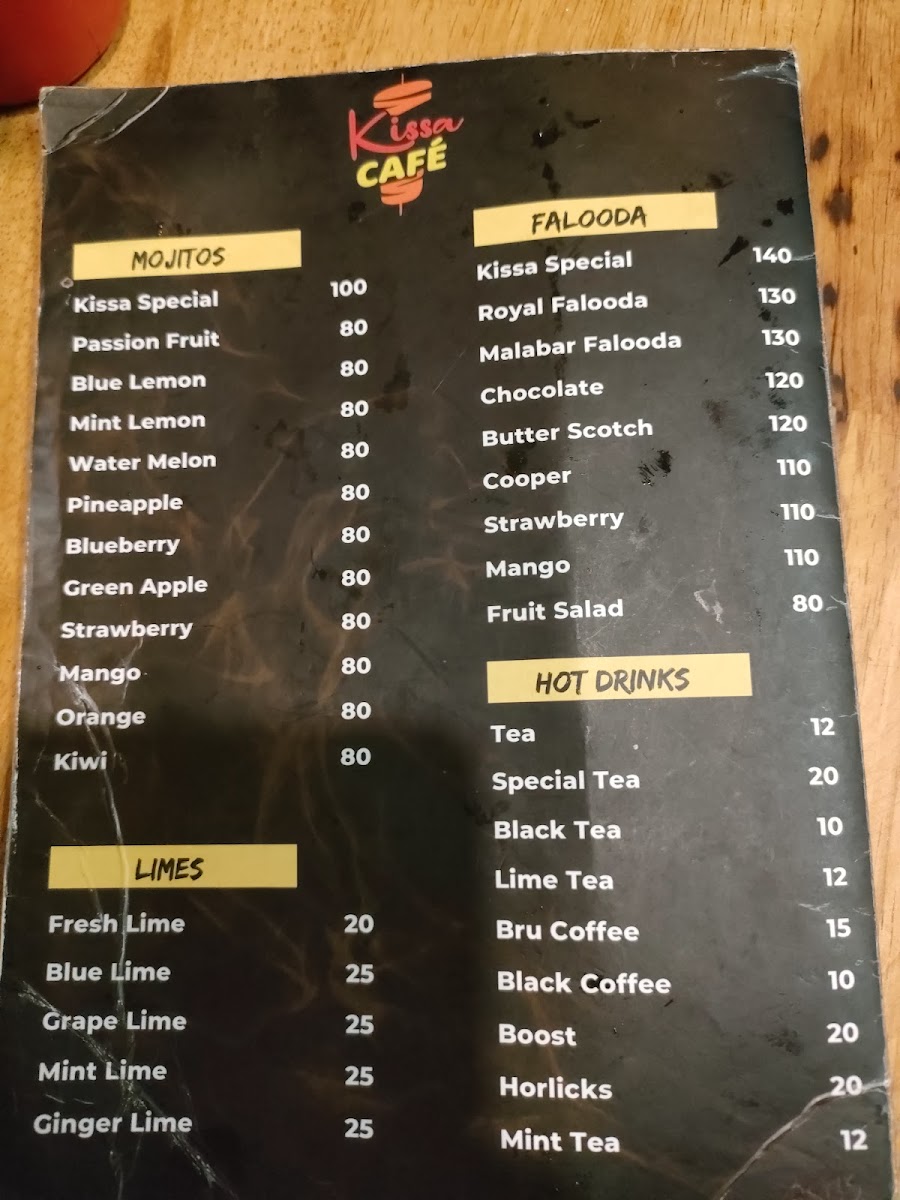 Kissa
CAFÉ
MOJITOS
Kissa Special 100
Passion Fruit 80
Blue Lemon 80
Mint Lemon 80
Water Melon 80
Pineapple 80
Blueberry 80
Green Apple 80
Strawberry 80
Mango 80
Orange 80
Kiwi 80
LIMES
Fresh Lime 20
Blue Lime 25
Grape Lime 25
Mint Lime 25
Ginger Lime 25
FALOODA
Kissa Special 140
Royal Falooda 130
Malabar Falooda 130
Chocolate 120
Butter Scotch 120
Cooper 110
Strawberry 110
Mango 110
Fruit Salad 80
HOT DRINKS
Tea 12
Special Tea 20
Black Tea 10
Lime Tea 12
Bru Coffee 15
Black Coffee 10
Boost 20
Horlicks 20
Mint Tea 12